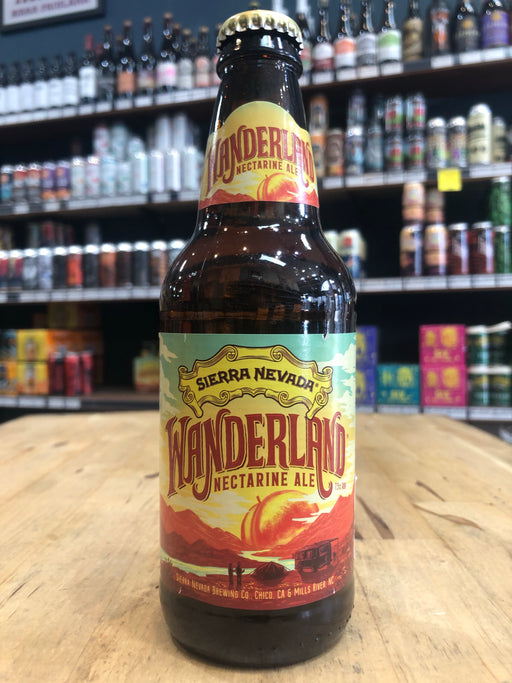 WANDERLAND
NECTARINE ALE
SIERRA NEVADA®
WANDERLAND
NECTARINE ALE
SIERRA NEVADA BREWING CO., CHICO, CA & MILLS RIVER, NC